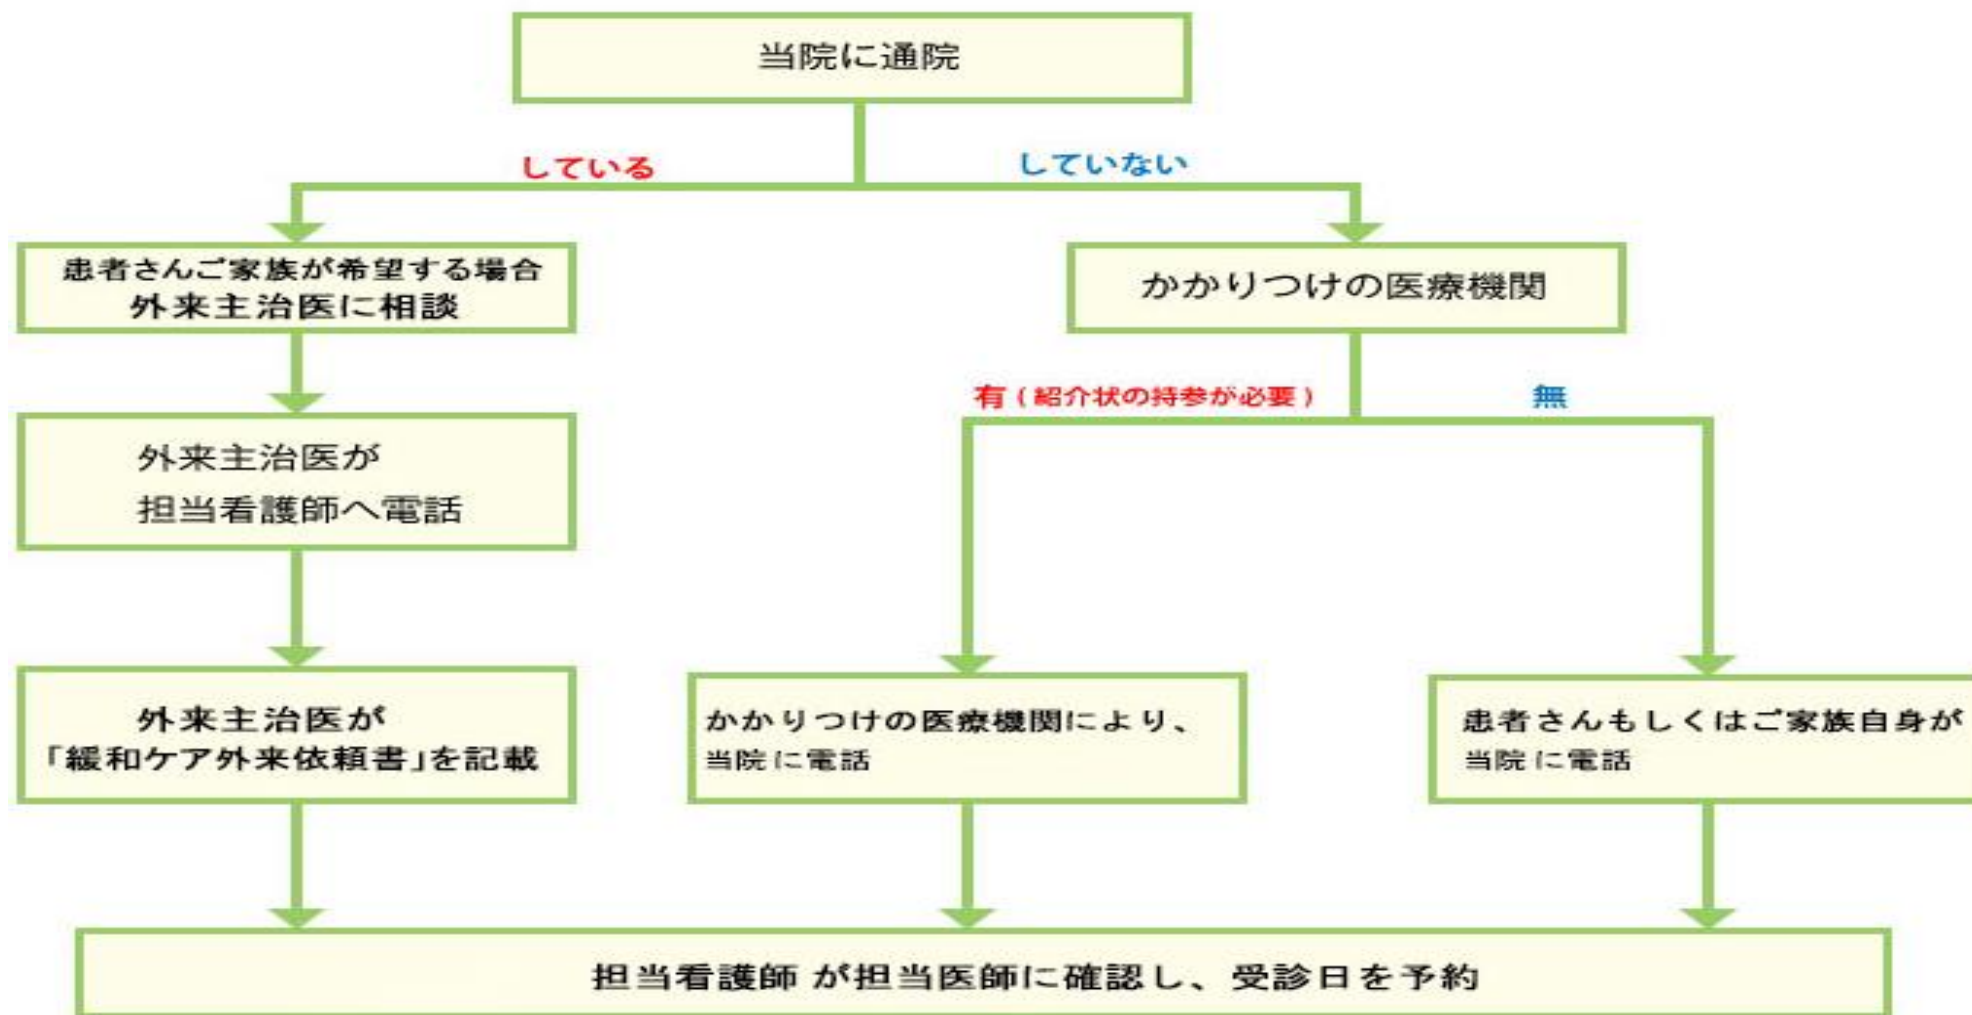 当院に通院
している
していない
患者さんご家族が希望する場合
外来主治医に相談
かかりつけの医療機関
有（紹介状の持参が必要）
無
外来主治医が
担当看護師へ電話
外来主治医が
「緩和ケア外来依頼書」を記載
かかりつけの医療機関により、
当院に電話
患者さんもしくはご家族自身が
当院に電話
担当看護師 が担当医師に確認し、受診日を予約